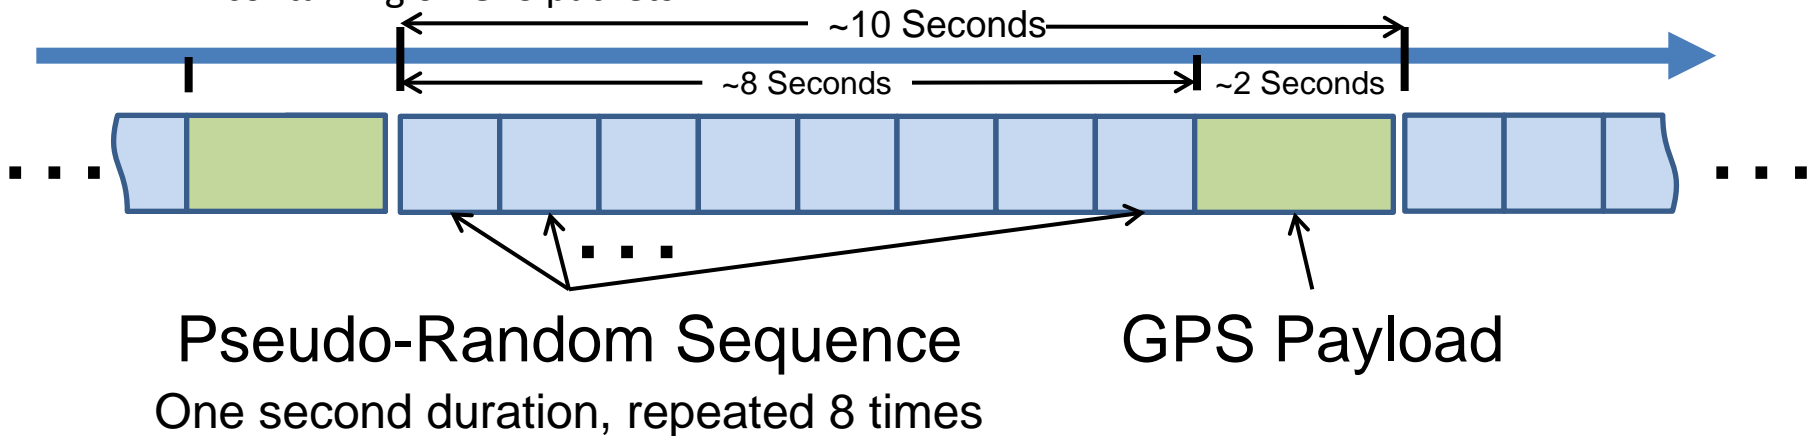 ~10 Seconds
~8 Seconds
~2 Seconds
Pseudo-Random Sequence
GPS Payload
One second duration, repeated 8 times